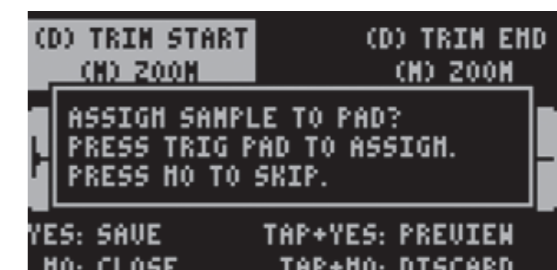 (D) TRIM START (D) TRIM END
(M) ZOOM (M) ZOOM
ASSIGN SAMPLE TO PAD?
PRESS TRIG PAD TO ASSIGN.
PRESS NO TO SKIP.
YES: SAVE TAP+YES: PREVIEW
NO: CLOSE TAP+NO: DISCARD